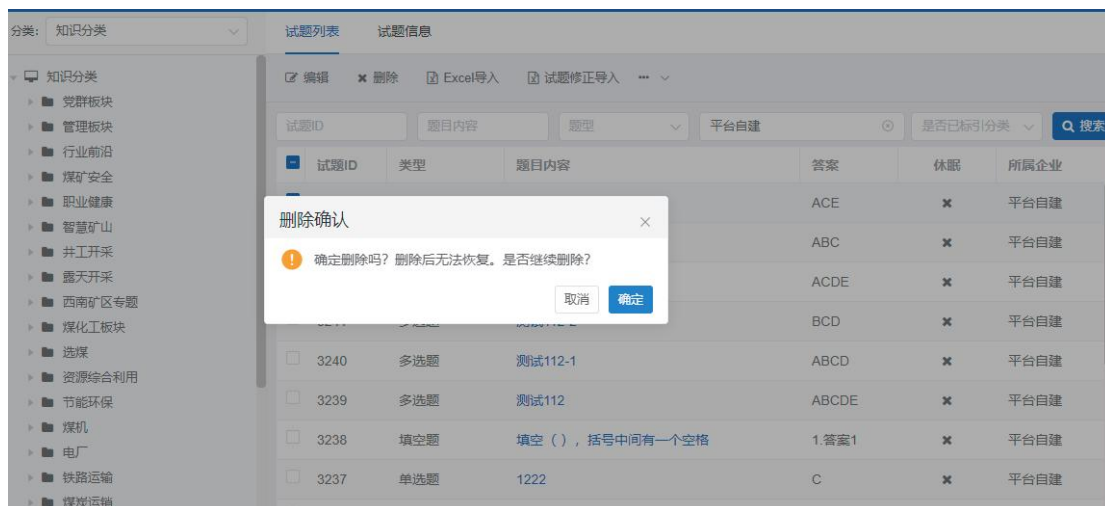 分类: 知识分类
试题列表 试题信息
知识分类
编辑 删除 Excel导入 试题修正导入
党群板块
管理板块
试题ID 题目内容 题型 平台自建 是否已标引分类 搜索
行业前沿
试题ID 类型 题目内容 答案 休眠 所属企业
煤矿安全
职业健康
ACE 平台自建
智慧矿山
删除确认
井工开采
ABC 平台自建
确定删除吗? 删除后无法恢复。是否继续删除?
露天开采
ACDE 平台自建
西南矿区专题
取消 确定
煤化工板块
BCD 平台自建
选煤
3240 多选题 测试112-1 ABCD 平台自建
资源综合利用
节能环保
3239 多选题 测试112 ABCDE 平台自建
煤机
3238 填空题 填空 ( ) ,括号中间有一个空格 1.答案1 平台自建
电厂
铁路运输
3237 单选题 1222 C 平台自建
煤炭运销